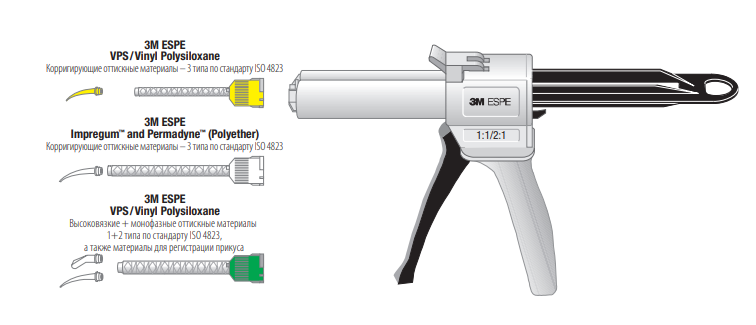 3M ESPE
VPS/Vinyl Polysiloxane
Корригирующие оттискные материалы – 3 типа по стандарту ISO 4823
3M ESPE
Impregum™ and Permadyne™ (Polyether)
Корригирующие оттискные материалы – 3 типа по стандарту ISO 4823
3M ESPE
VPS/Vinyl Polysiloxane
Высоковязкие + монофазные оттискные материалы
1+2 типа по стандарту ISO 4823,
а также материалы для регистрации прикуса
3M ESPE
1:1/2:1